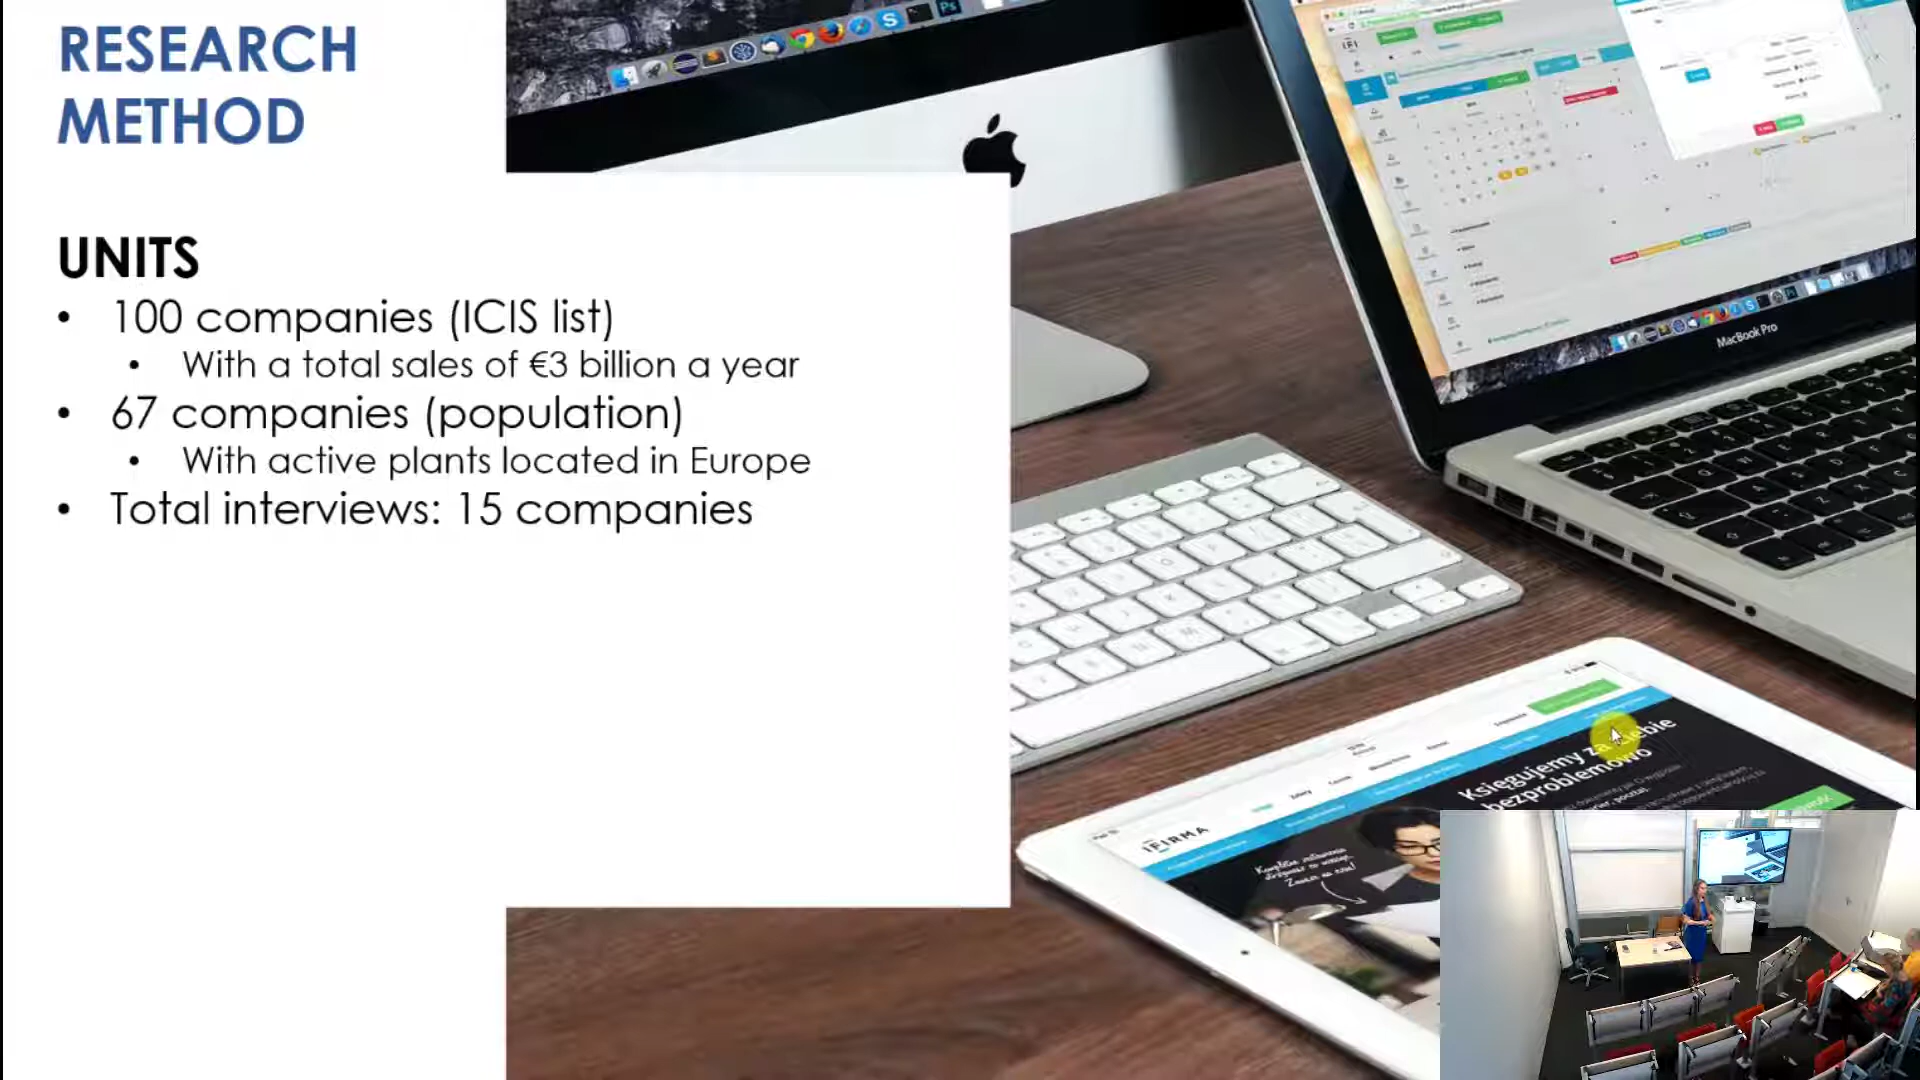 RESEARCH
METHOD
UNITS
• 100 companies (ICIS list)
• With a total sales of €3 billion a year
• 67 companies (population)
• With active plants located in Europe
• Total interviews: 15 companies
MacBook Pro
Księgujemy za Ciebie
bezproblemowo
IFIRMA